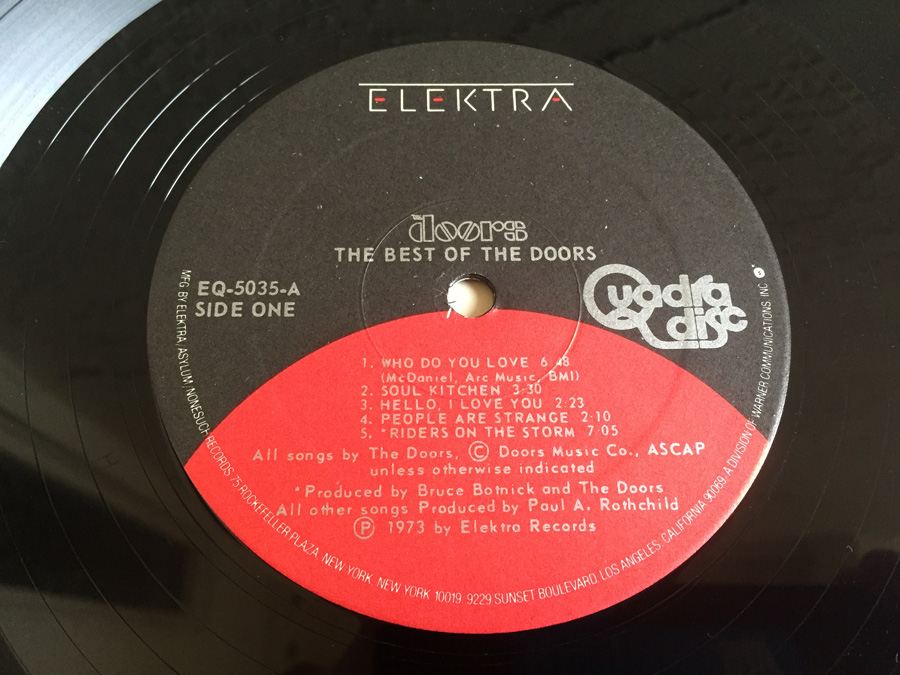 ELEKTRA
the doors
THE BEST OF THE DOORS
EQ-5035-A
SIDE ONE
Quadradisc
1. WHO DO YOU LOVE 6:48
(McDaniel, Arc Music, BMI)
2. SOUL KITCHEN 3:30
3. HELLO, I LOVE YOU 2:23
4. PEOPLE ARE STRANGE 2:10
5. *RIDERS ON THE STORM 7:05
All songs by The Doors, © Doors Music Co., ASCAP
unless otherwise indicated
*Produced by Bruce Botnick and The Doors
All other songs Produced by Paul A. Rothchild
℗ 1973 by Elektra Records
MFG. BY ELEKTRA/ASYLUM/NONESUCH RECORDS, 75 ROCKEFELLER PLAZA, NEW YORK, NEW YORK 10019. 9229 SUNSET BOULEVARD, LOS ANGELES, CALIFORNIA 90069. A DIVISION OF WARNER COMMUNICATIONS, INC.